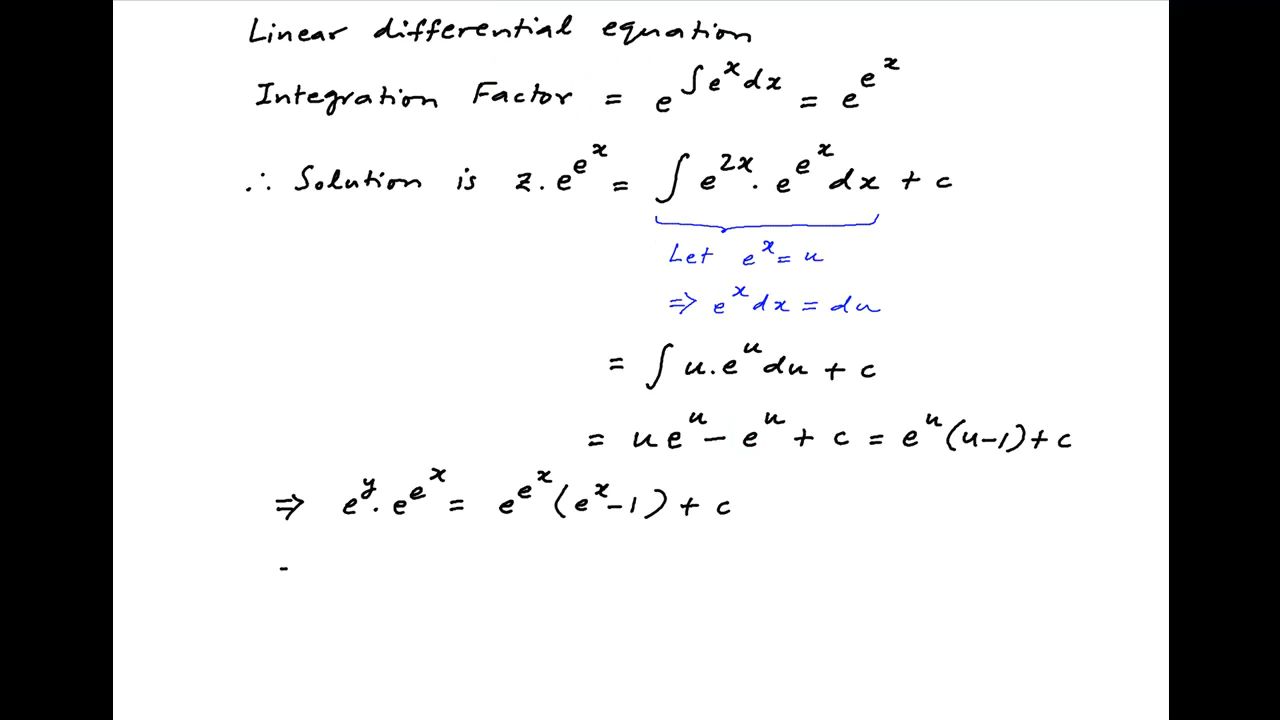 Linear differential equation
Integration Factor = e^{∫e^x dx} = e^{e^x}
∴ Solution is z.e^{e^x} = ∫e^{2x}.e^{e^x}dx + c
Let e^x = u
⇒ e^x dx = du
= ∫u.e^u du + c
= ue^u − e^u + c = e^u(u−1) + c
⇒ e^y.e^{e^x} = e^{e^x}(e^x−1) + c
-